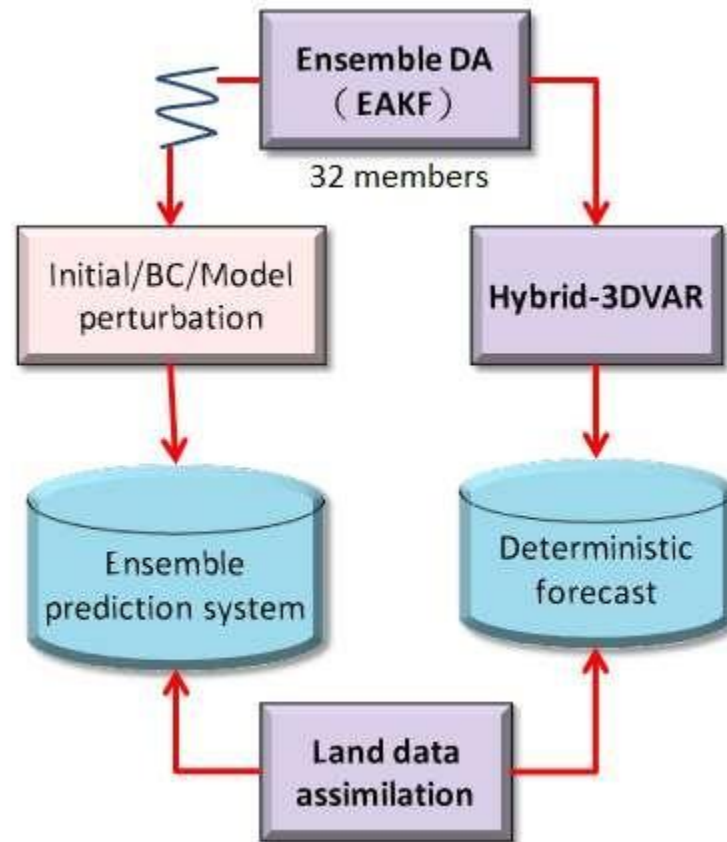 Ensemble DA
（EAKF）
32 members
Initial/BC/Model
perturbation
Hybrid-3DVAR
Ensemble
prediction system
Deterministic
forecast
Land data
assimilation